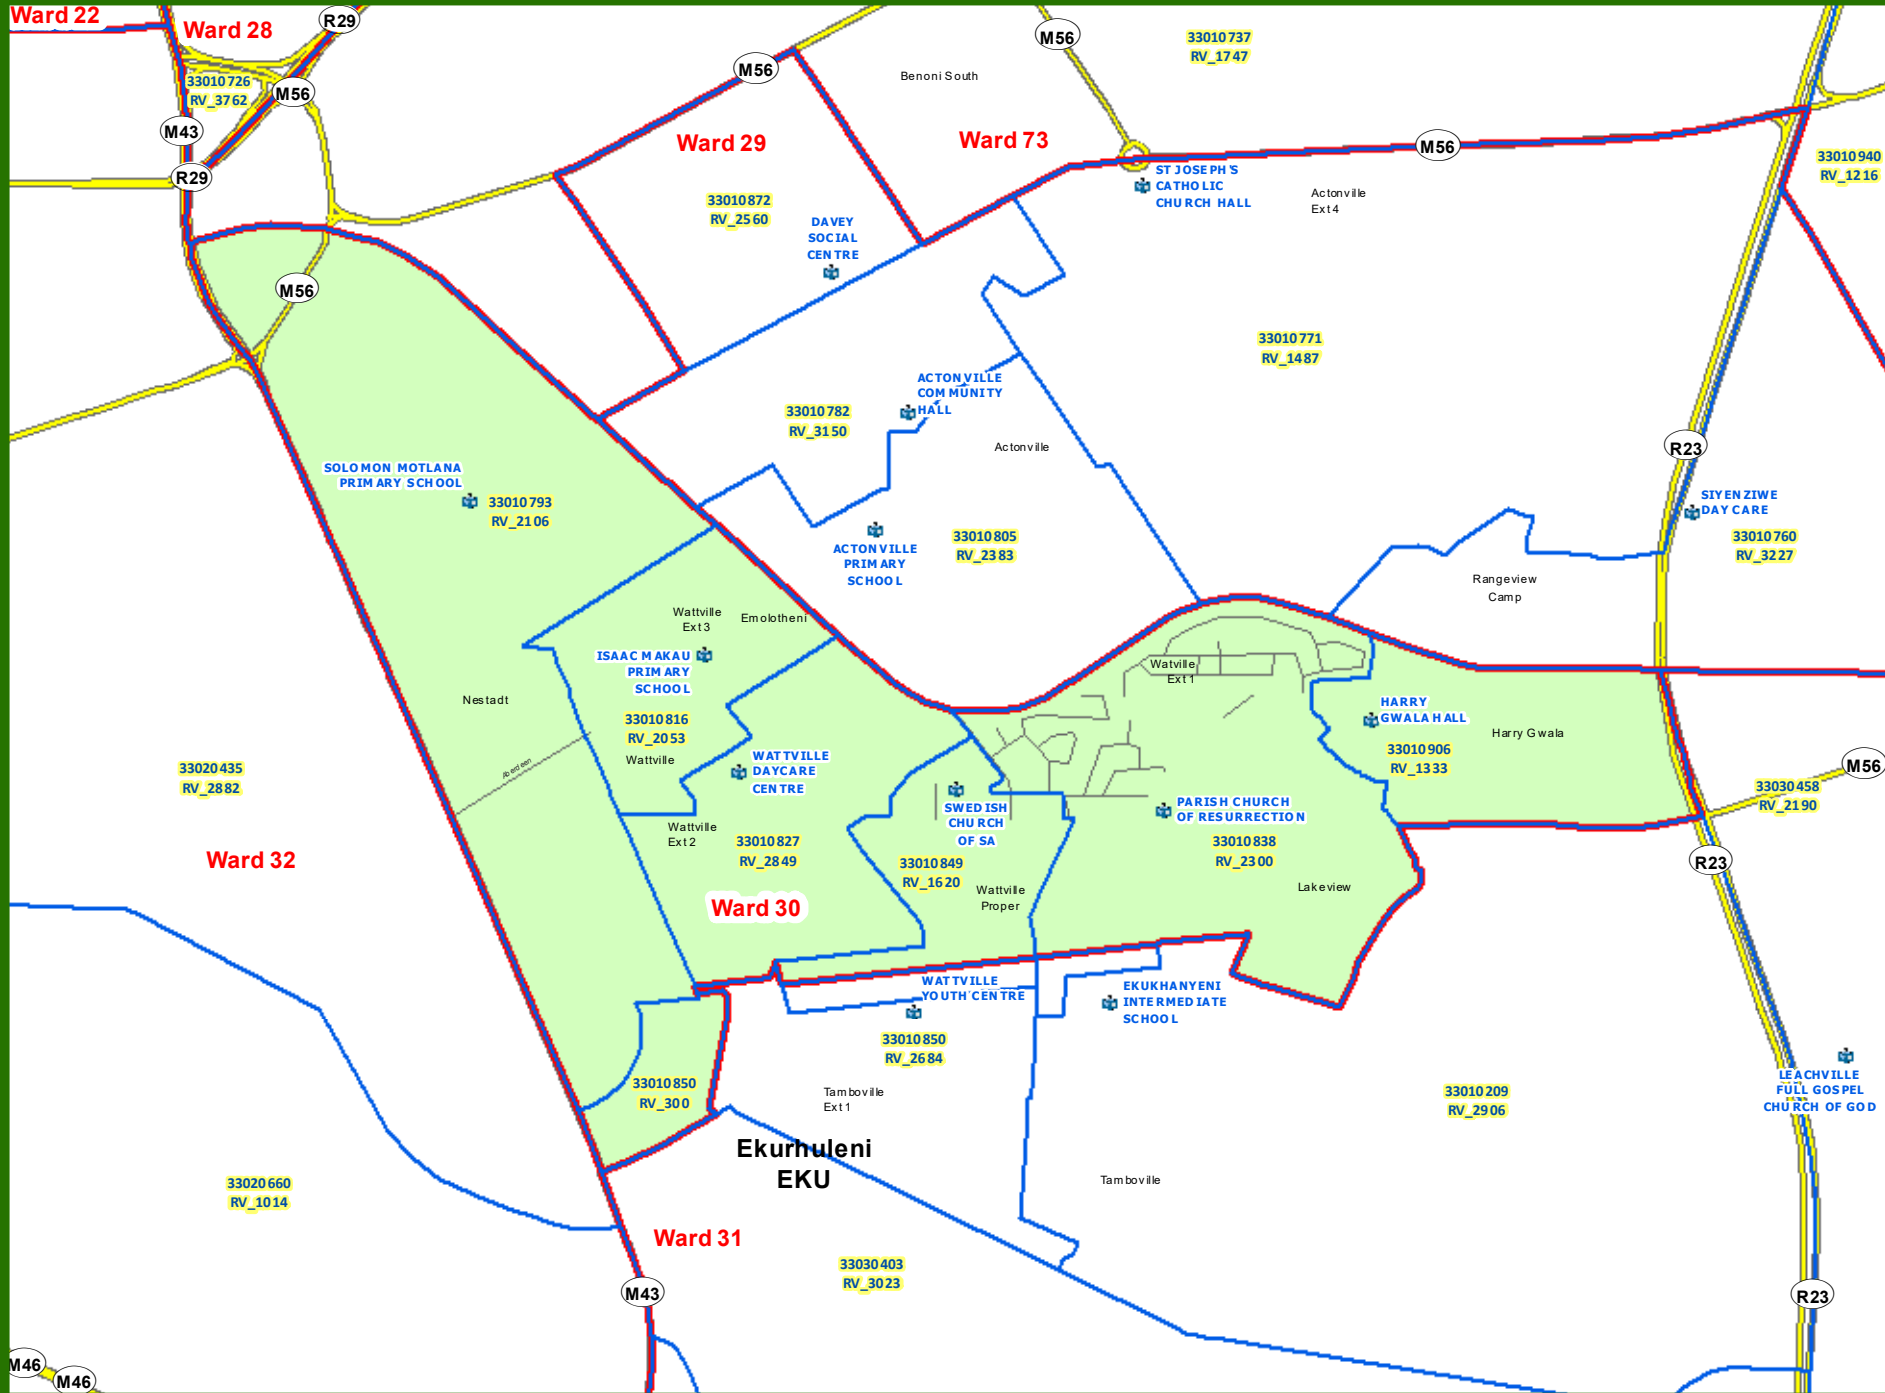 Ward 22
Ward 28
R29
33010726
RV_3762
M56
M43
R29
M56
M56
33010737
RV_1747
Benoni South
Ward 29
Ward 73
M56
33010940
RV_1216
ST JOSEPH'S
CATHOLIC
CHURCH HALL
Actonville
Ext 4
33010872
RV_2560
DAVEY
SOCIAL
CENTRE
M56
33010771
RV_1487
ACTONVILLE
COMMUNITY
HALL
33010782
RV_3150
Actonville
R23
SOLOMON MOTLANA
PRIMARY SCHOOL
33010793
RV_2106
SIYENZIWE
DAY CARE
33010760
RV_3227
33010805
RV_2383
ACTONVILLE
PRIMARY
SCHOOL
Rangeview
Camp
Wattville
Ext 3
Emolotheni
ISAAC MAKAU
PRIMARY
SCHOOL
Watville
Ext 1
Nestadt
33010816
RV_2053
Wattville
HARRY
GWALA HALL
Harry Gwala
33010906
RV_1333
Aberdeen
WATTVILLE
DAYCARE
CENTRE
33020435
RV_2882
M56
33030458
RV_2190
SWEDISH
CHURCH
OF SA
PARISH CHURCH
OF RESURRECTION
Wattville
Ext 2
33010827
RV_2849
33010838
RV_2300
Ward 32
33010849
RV_1620
R23
Wattville
Proper
Lakeview
Ward 30
WATTVILLE
YOUTH CENTRE
EKUKHANYENI
INTERMEDIATE
SCHOOL
33010850
RV_2684
33010850
RV_300
Tamboville
Ext 1
33010209
RV_2906
LEACHVILLE
FULL GOSPEL
CHURCH OF GOD
Ekurhuleni
EKU
Tamboville
33020660
RV_1014
Ward 31
33030403
RV_3023
M43
R23
M46
M46